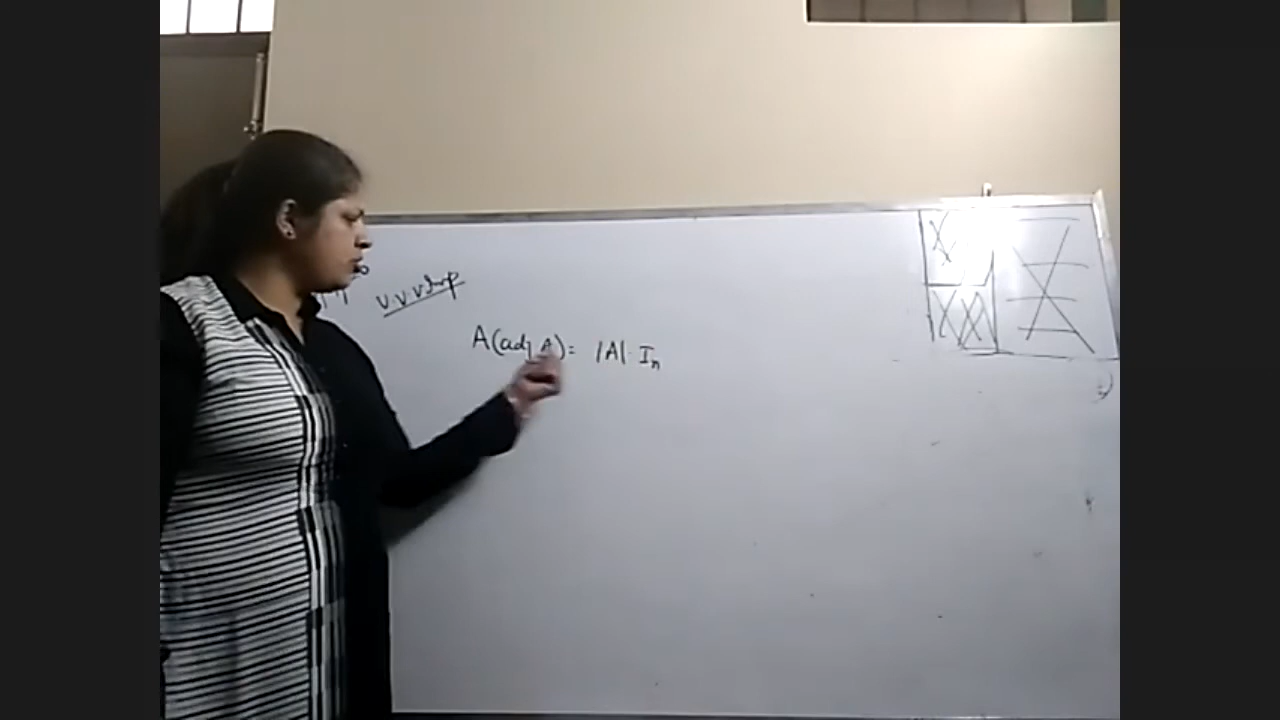 V.V.V Imp
A(adj A) = |A|. In